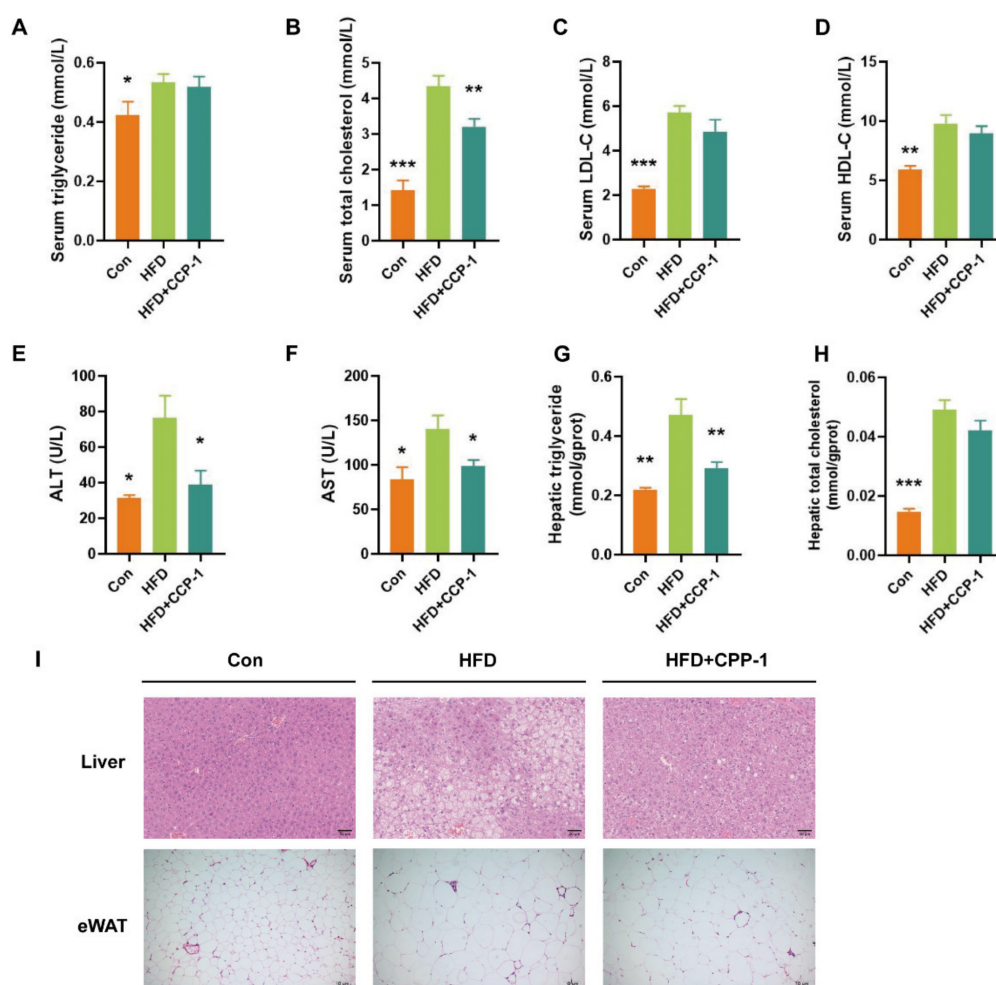 A
Serum triglyceride (mmol/L)
0.6
0.4
0.2
0.0
*
Con
HFD
HFD+CCP-1
B
Serum total cholesterol (mmol/L)
5
4
3
2
1
0
***
**
Con
HFD
HFD+CCP-1
C
Serum LDL-C (mmol/L)
8
6
4
2
0
***
Con
HFD
HFD+CCP-1
D
Serum HDL-C (mmol/L)
15
10
5
0
**
Con
HFD
HFD+CCP-1
E
ALT (U/L)
100
80
60
40
20
0
*
*
Con
HFD
HFD+CCP-1
F
AST (U/L)
200
150
100
50
0
*
*
Con
HFD
HFD+CCP-1
G
Hepatic triglyceride
(mmol/gprot)
0.6
0.4
0.2
0.0
**
**
Con
HFD
HFD+CCP-1
H
Hepatic total cholesterol
(mmol/gprot)
0.06
0.04
0.02
0.00
***
Con
HFD
HFD+CCP-1
I
Con
HFD
HFD+CPP-1
Liver
eWAT